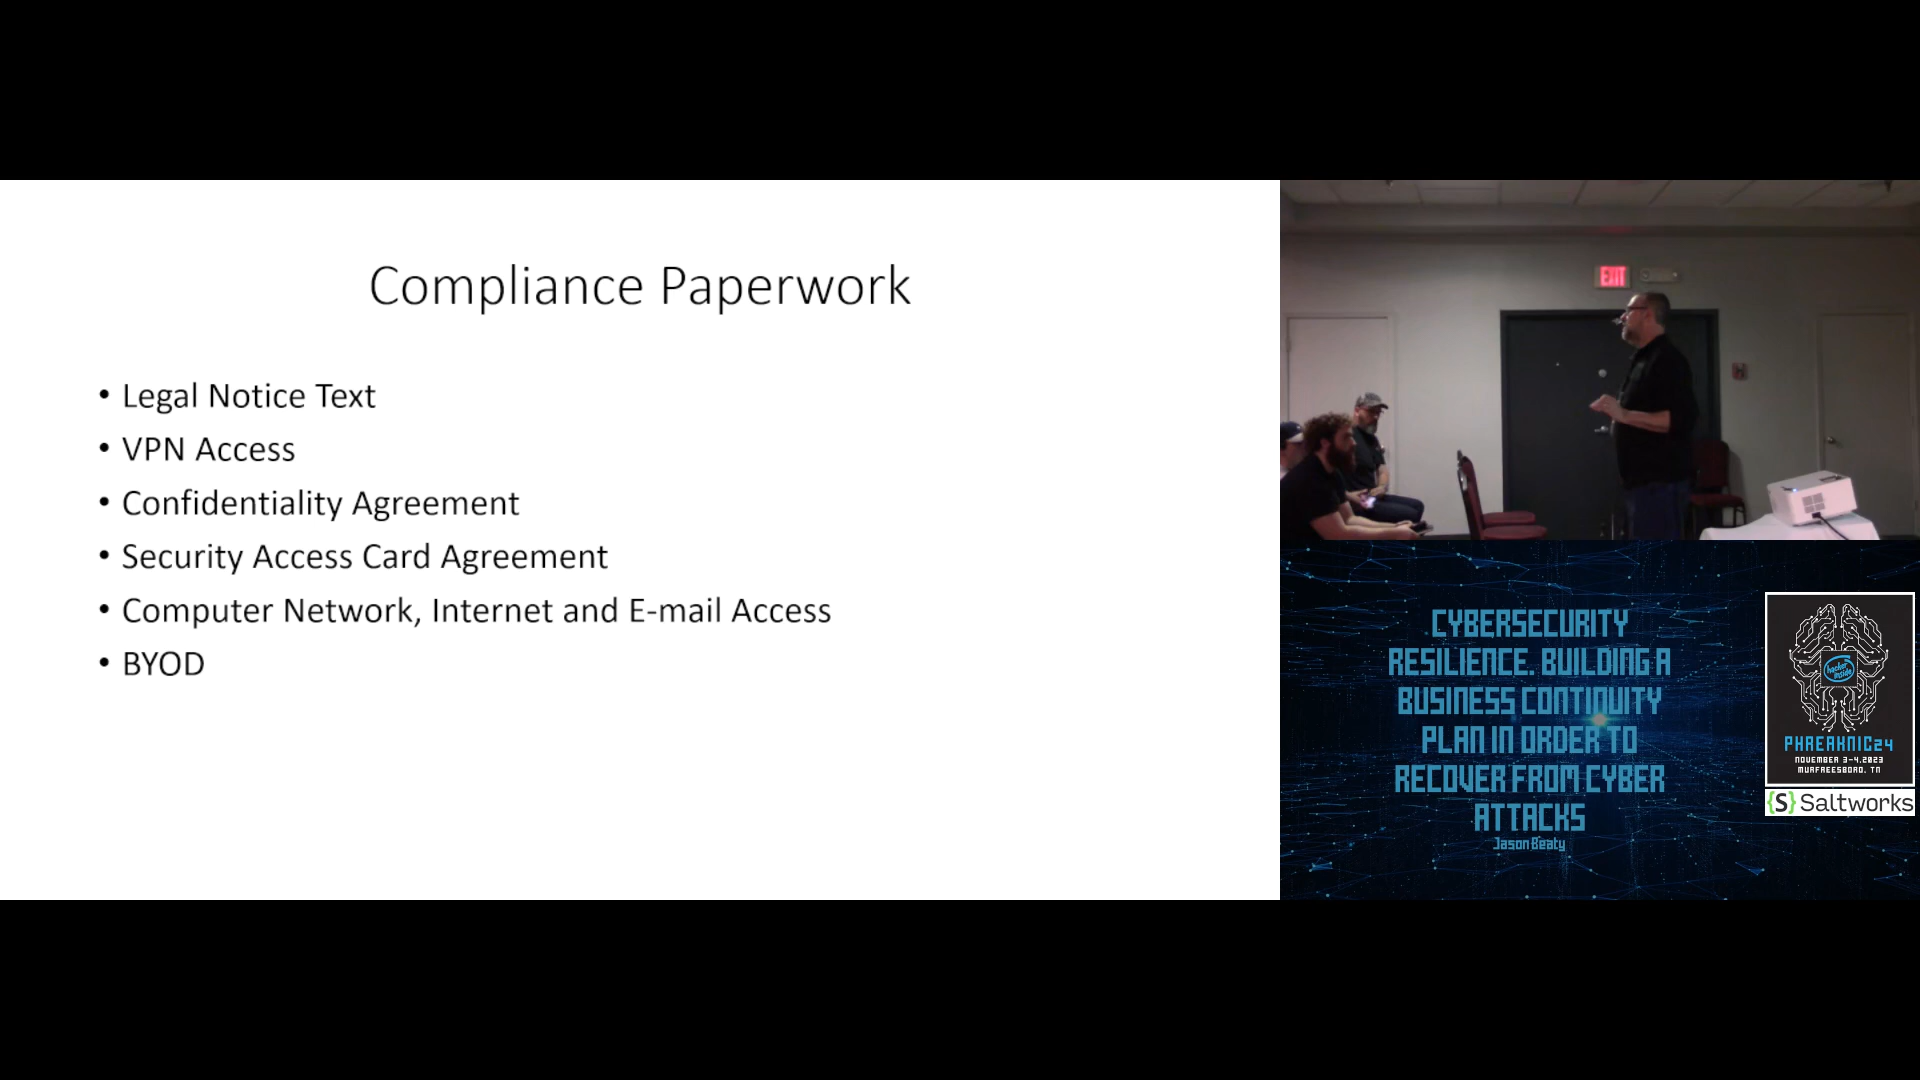 Compliance Paperwork
• Legal Notice Text
• VPN Access
• Confidentiality Agreement
• Security Access Card Agreement
• Computer Network, Internet and E-mail Access
• BYOD
EXIT
CYBERSECURITY
RESILIENCE. BUILDING A
BUSINESS CONTINUITY
PLAN IN ORDER TO
RECOVER FROM CYBER
ATTACKS
Jason Beaty
hacker
inside
PHREAKNIC24
NOVEMBER 3-4.2023
MURFREESBORO, TN
{S} Saltworks